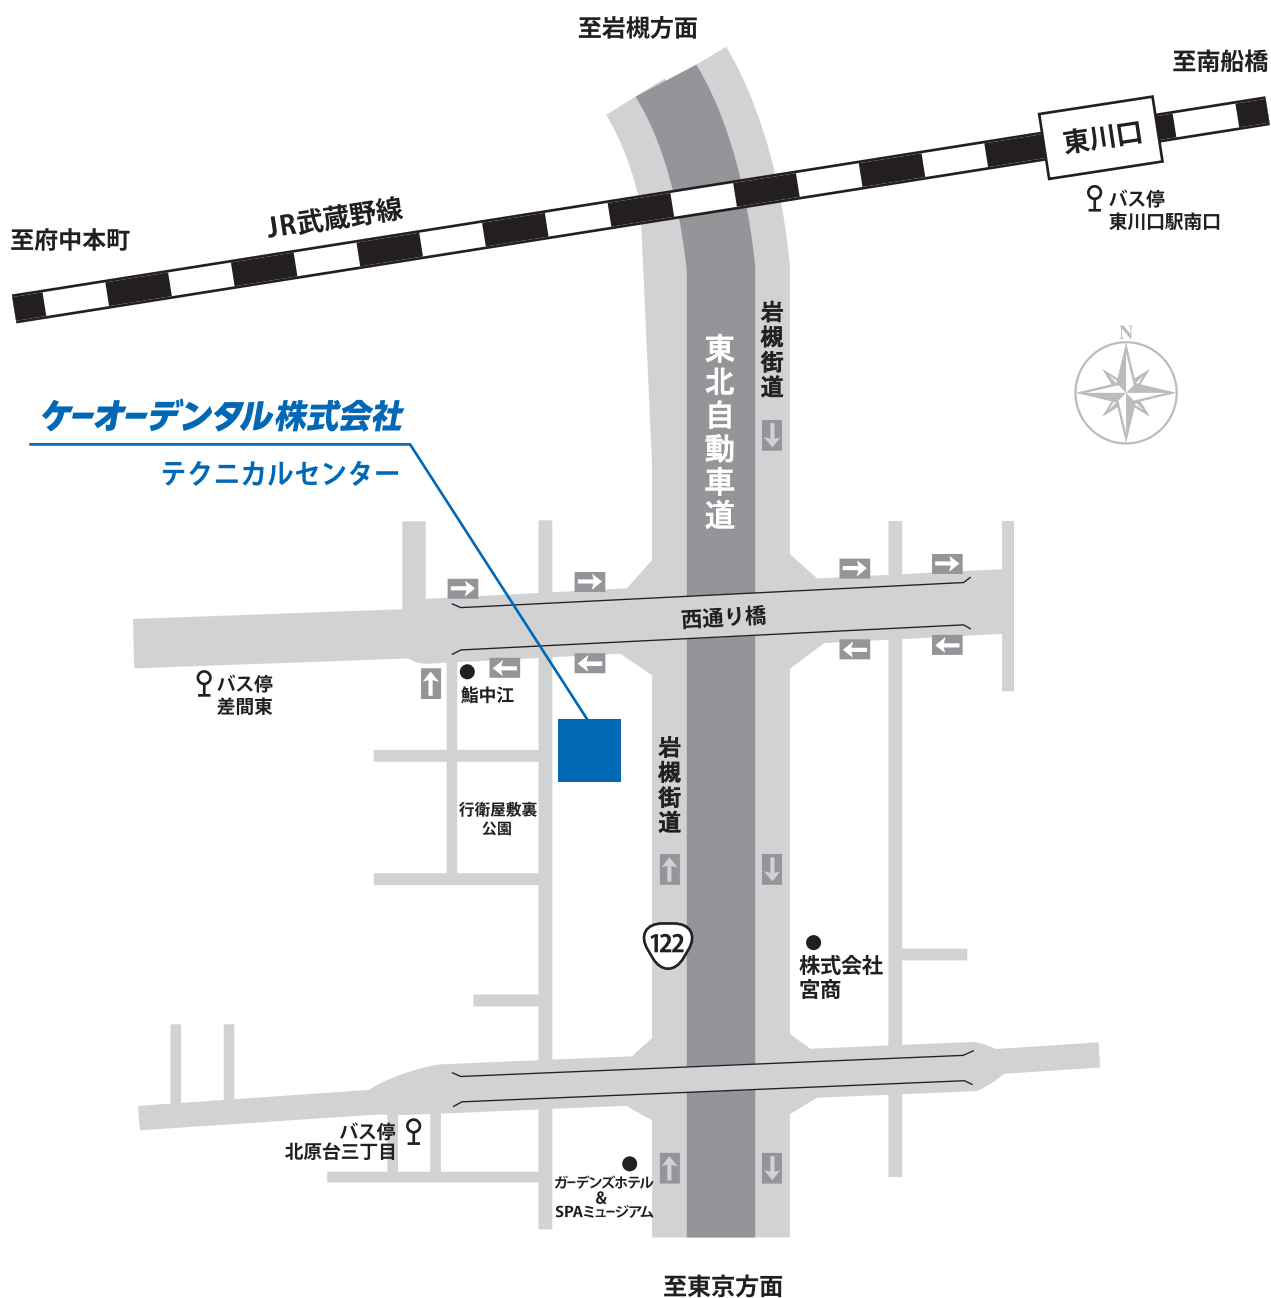 至岩槻方面
至南船橋
東川口
バス停
東川口駅南口
JR武蔵野線
至府中本町
岩槻街道
N
東北自動車道
ケーオーデンタル株式会社
テクニカルセンター
西通り橋
バス停
差間東
鮨中江
岩槻街道
行衛屋敷裏
公園
122
株式会社
宮商
バス停
北原台三丁目
ガーデンズホテル
&
SPAミュージアム
至東京方面